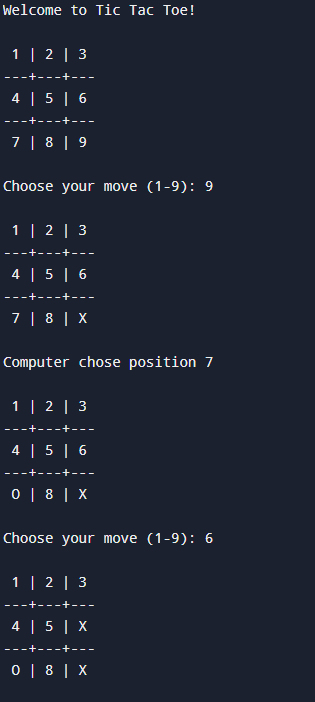 Welcome to Tic Tac Toe!
1 | 2 | 3
---+---+---
4 | 5 | 6
---+---+---
7 | 8 | 9
Choose your move (1-9): 9
1 | 2 | 3
---+---+---
4 | 5 | 6
---+---+---
7 | 8 | X
Computer chose position 7
1 | 2 | 3
---+---+---
4 | 5 | 6
---+---+---
O | 8 | X
Choose your move (1-9): 6
1 | 2 | 3
---+---+---
4 | 5 | X
---+---+---
O | 8 | X